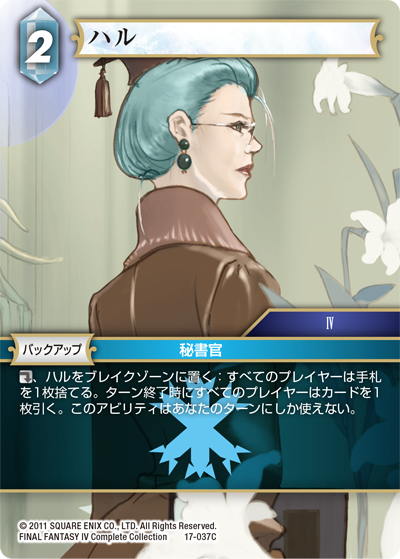 2
ハル
IV
バックアップ
秘書官
、ハルをブレイクゾーンに置く：すべてのプレイヤーは手札
を1枚捨てる。ターン終了時にすべてのプレイヤーはカードを1
枚引く。このアビリティはあなたのターンにしか使えない。
© 2011 SQUARE ENIX CO., LTD. All Rights Reserved.
FINAL FANTASY IV Complete Collection 17-037C